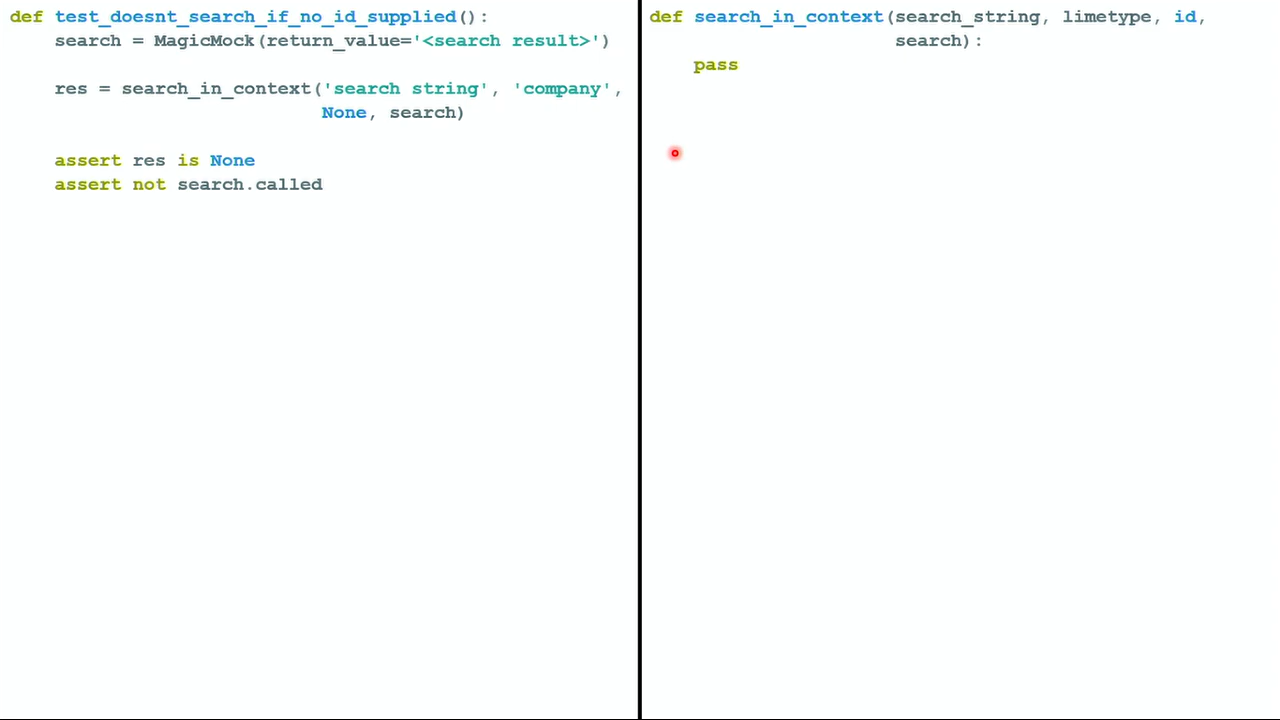 def test_doesnt_search_if_no_id_supplied():
    search = MagicMock(return_value='<search result>')
    res = search_in_context('search string', 'company',
                            None, search)
    assert res is None
    assert not search.called
def search_in_context(search_string, limetype, id,
                      search):
    pass